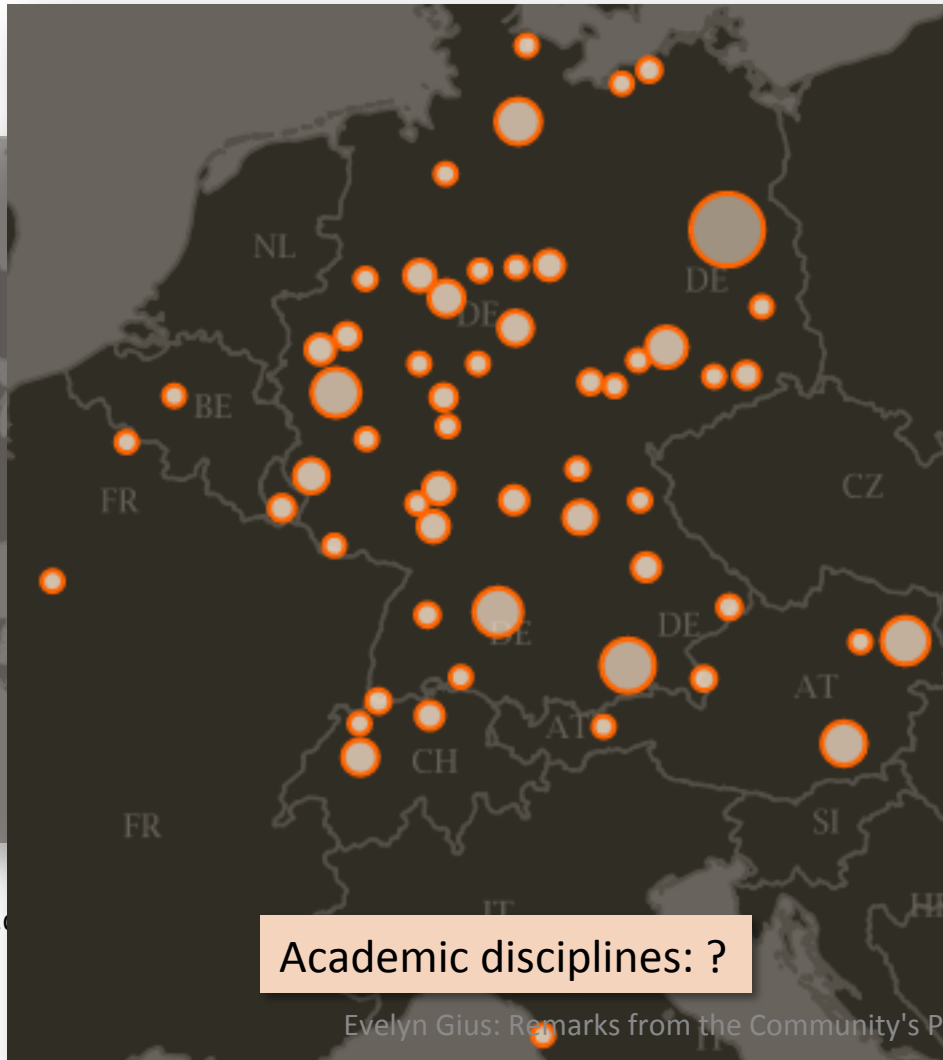 NL
DE
DE
BE
FR
CZ
DE
DE
AT
AT
CH
FR
SI
IT
Academic disciplines: ?
Evelyn Gius: Remarks from the Community's P